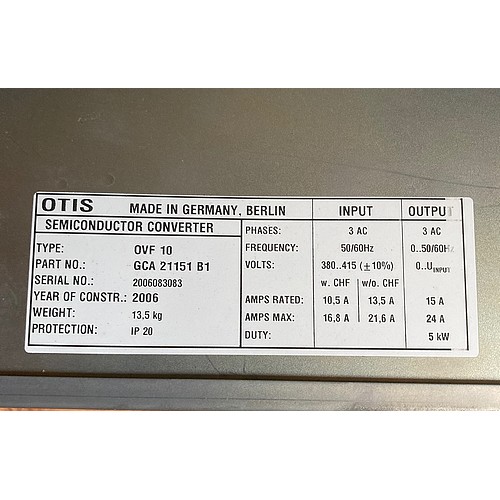 OTIS MADE IN GERMANY, BERLIN INPUT OUTPUT
SEMICONDUCTOR CONVERTER PHASES: 3 AC 3 AC
TYPE: OVF 10 FREQUENCY: 50/60Hz 0..50/60Hz
PART NO.: GCA 21151 B1 VOLTS: 380..415 (±10%) 0..UINPUT
SERIAL NO.: 2006083083 w. CHF w/o. CHF
YEAR OF CONSTR.: 2006 AMPS RATED: 10,5 A 13,5 A 15 A
WEIGHT: 13,5 kg AMPS MAX: 16,8 A 21,6 A 24 A
PROTECTION: IP 20 DUTY: 5 kW